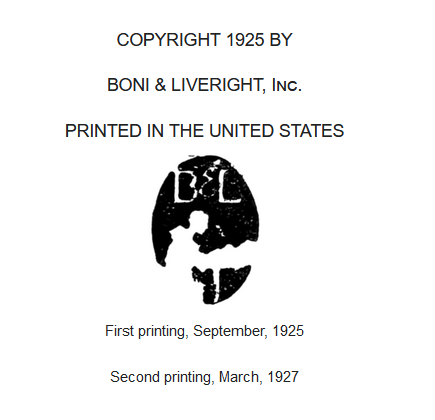 COPYRIGHT 1925 BY
BONI & LIVERIGHT, INC.
PRINTED IN THE UNITED STATES
B&L
First printing, September, 1925
Second printing, March, 1927